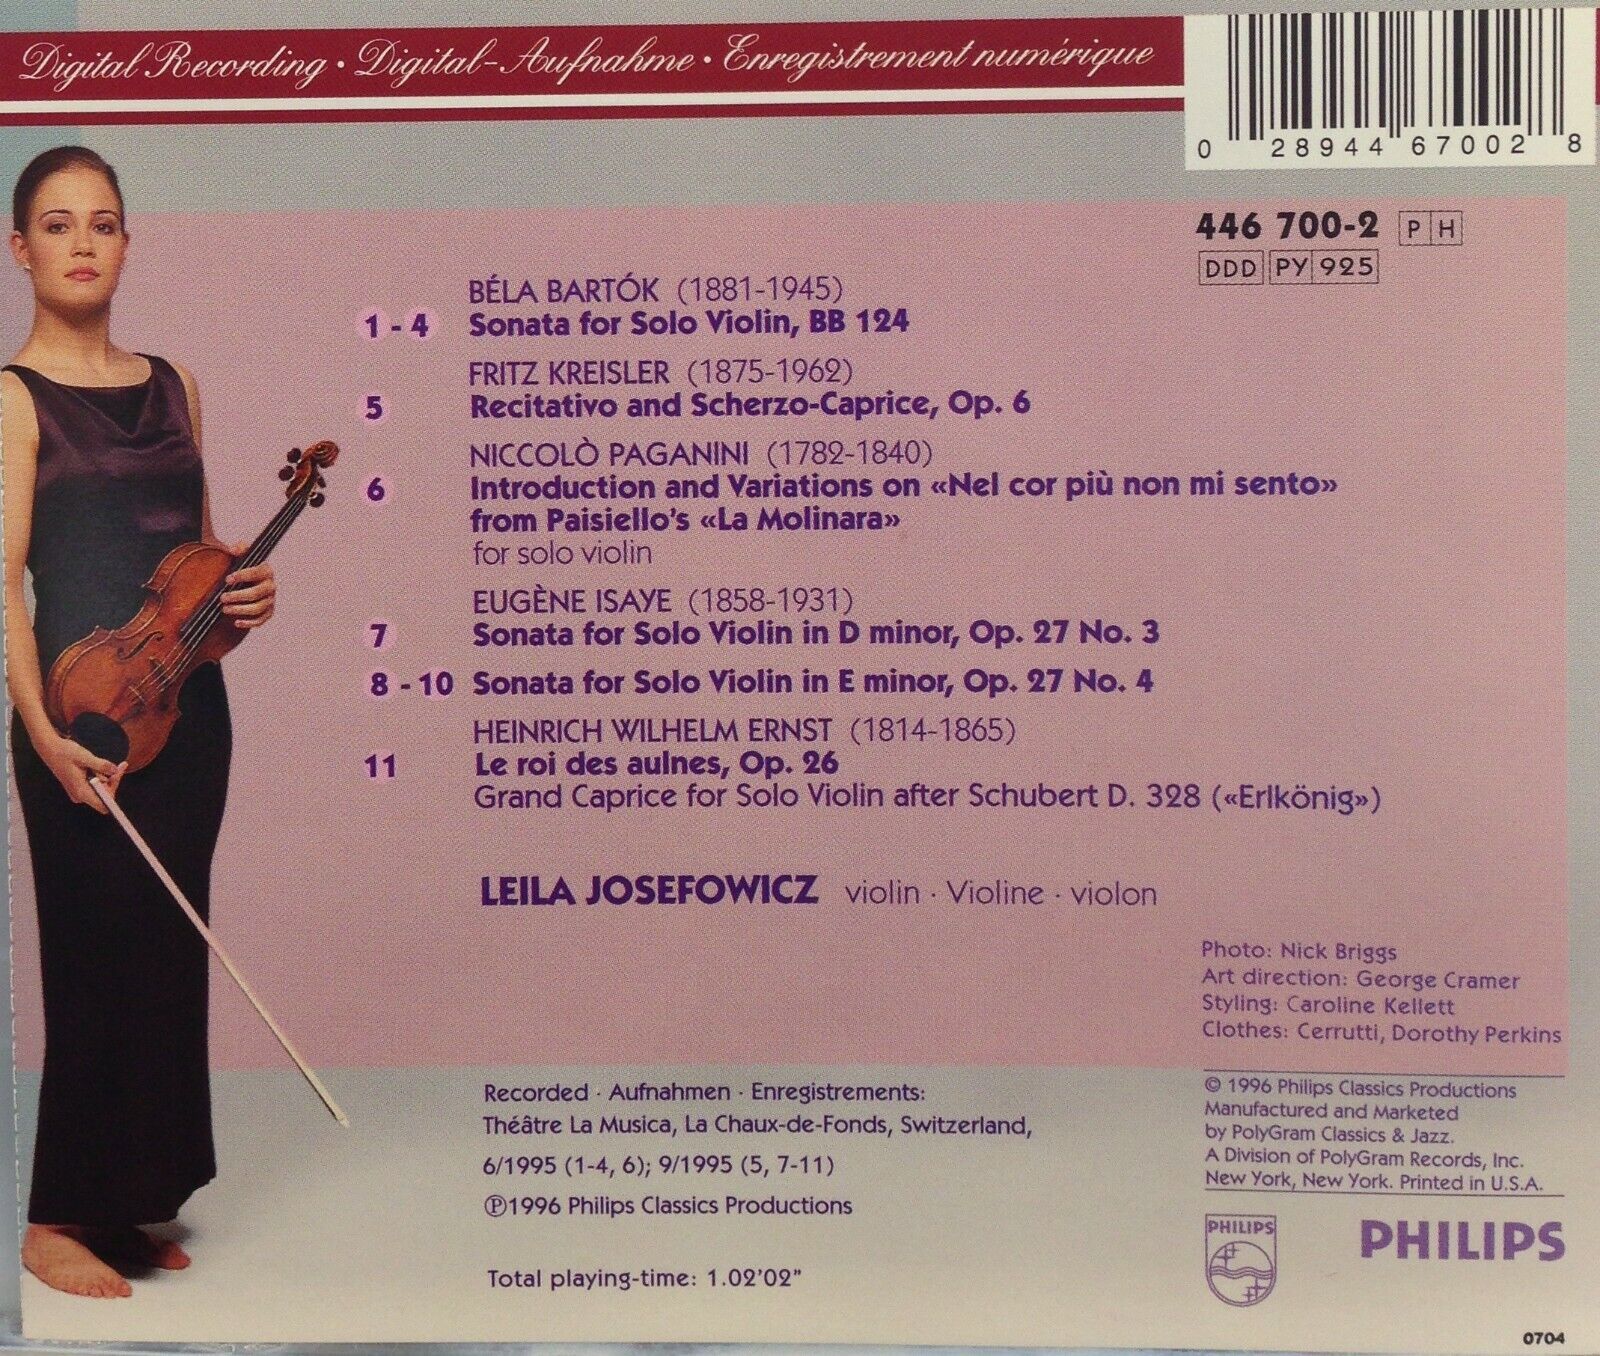 Digital Recording · Digital-Aufnahme · Enregistrement numérique
0 28944 67002 8
446 700-2 P H
DDD PY 925
BÉLA BARTÓK (1881-1945)
1 - 4 Sonata for Solo Violin, BB 124
FRITZ KREISLER (1875-1962)
5 Recitativo and Scherzo-Caprice, Op. 6
NICCOLÒ PAGANINI (1782-1840)
6 Introduction and Variations on «Nel cor più non mi sento»
from Paisiello's «La Molinara»
for solo violin
EUGÈNE ISAYE (1858-1931)
7 Sonata for Solo Violin in D minor, Op. 27 No. 3
8 - 10 Sonata for Solo Violin in E minor, Op. 27 No. 4
HEINRICH WILHELM ERNST (1814-1865)
11 Le roi des aulnes, Op. 26
Grand Caprice for Solo Violin after Schubert D. 328 («Erlkönig»)
LEILA JOSEFOWICZ violin · Violine · violon
Photo: Nick Briggs
Art direction: George Cramer
Styling: Caroline Kellett
Clothes: Cerrutti, Dorothy Perkins
Recorded · Aufnahmen · Enregistrements:
Théâtre La Musica, La Chaux-de-Fonds, Switzerland,
6/1995 (1-4, 6); 9/1995 (5, 7-11)
℗1996 Philips Classics Productions
Total playing-time: 1.02'02"
© 1996 Philips Classics Productions
Manufactured and Marketed
by PolyGram Classics & Jazz.
A Division of PolyGram Records, Inc.
New York, New York. Printed in U.S.A.
PHILIPS
PHILIPS
0704